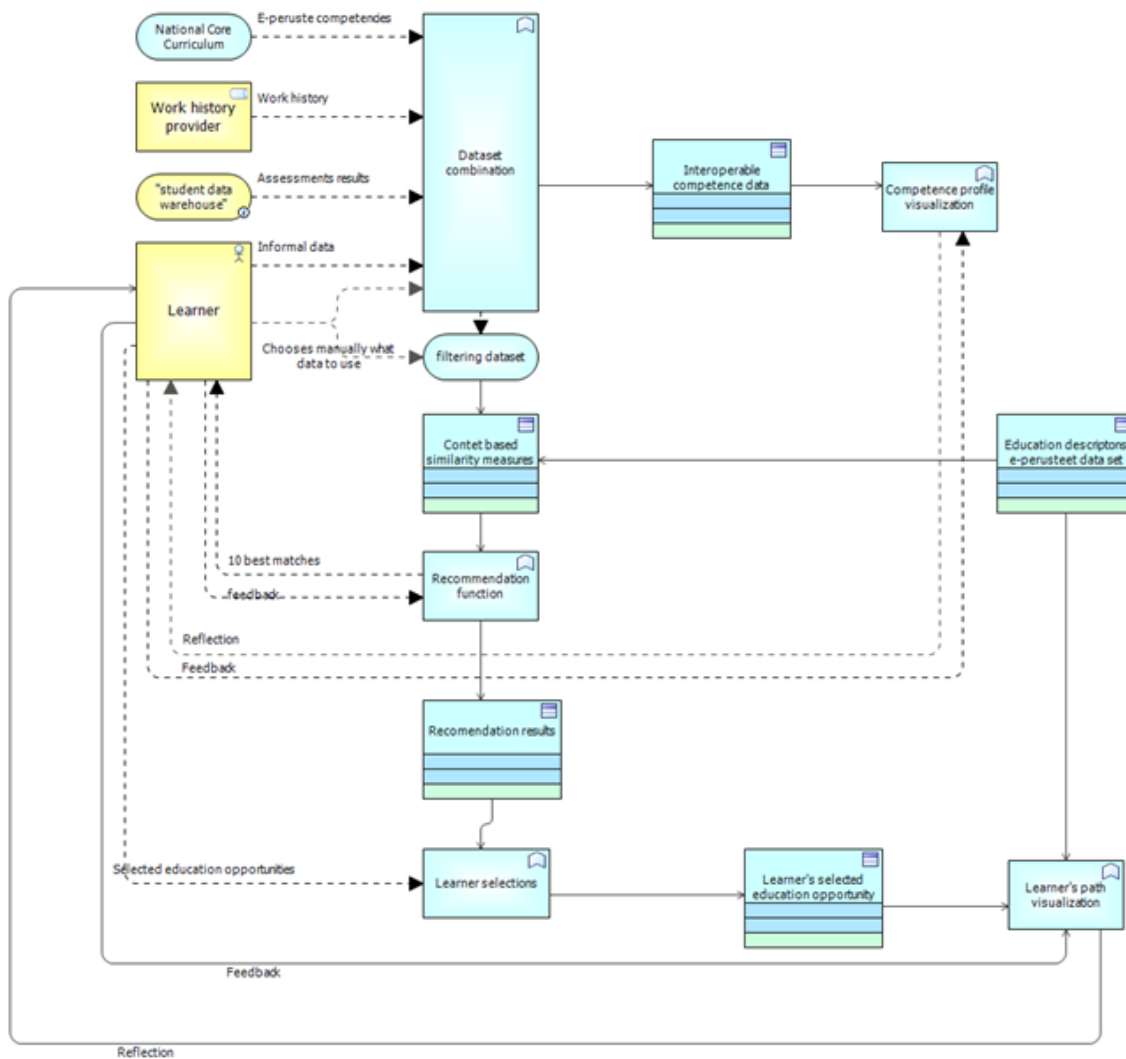 National Core
Curriculum
E-peruste competencies
Work history
provider
Work history
"student data
warehouse"
Assessments results
Learner
Informal data
Chooses manually what
data to use
Dataset
combination
filtering dataset
Interoperable
competence data
Competence profile
visualization
Contet based
similarity measures
Education descriptons
e-perusteet data set
10 best matches
feedback
Recommendation
function
Reflection
Feedback
Recomendation results
Selected education opportunities
Learner selections
Learner's selected
education opportunity
Learner's path
visualization
Feedback
Reflection